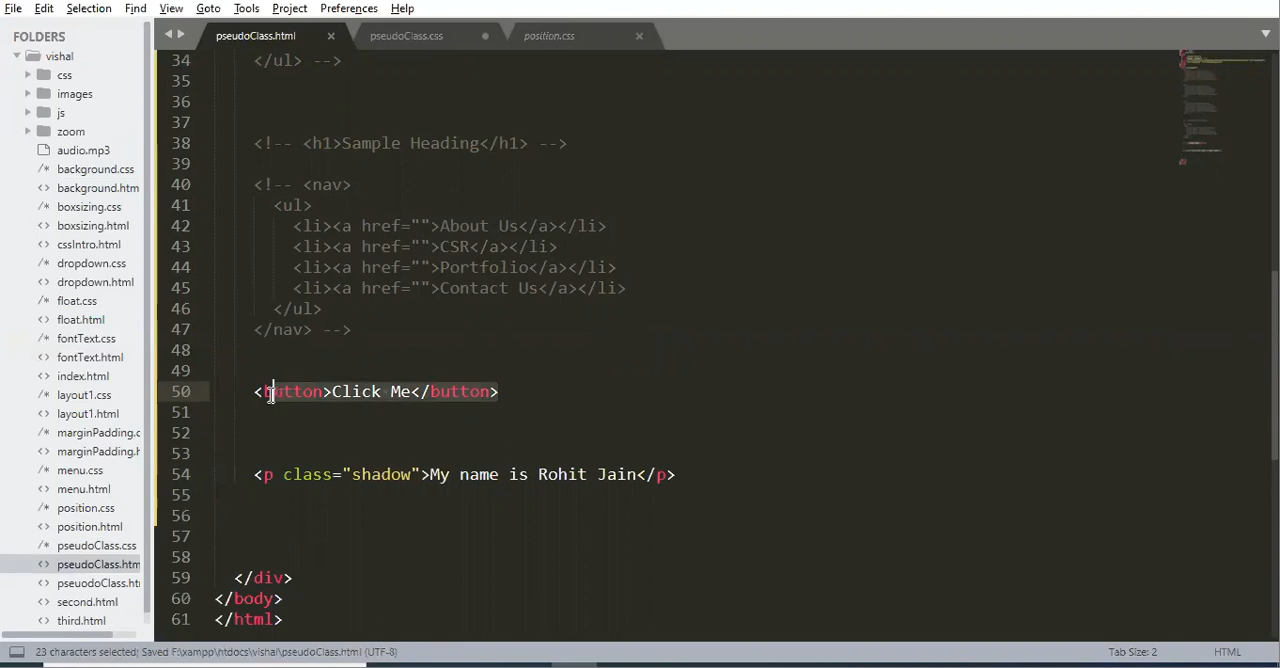 File Edit Selection Find View Goto Tools Project Preferences Help
FOLDERS
vishal
css
images
js
zoom
audio.mp3
background.css
background.htm
boxsizing.css
boxsizing.html
cssIntro.html
dropdown.css
dropdown.html
float.css
float.html
fontText.css
fontText.html
index.html
layout1.css
layout1.html
marginPadding.c
marginPadding.h
menu.css
menu.html
position.css
position.html
pseudoClass.css
pseudoClass.htm
pseuodoClass.ht
second.html
third.html
pseudoClass.html × pseudoClass.css position.css ×
34 </ul> -->
35
36
37
38 <!-- <h1>Sample Heading</h1> -->
39
40 <!-- <nav>
41 <ul>
42 <li><a href="">About Us</a></li>
43 <li><a href="">CSR</a></li>
44 <li><a href="">Portfolio</a></li>
45 <li><a href="">Contact Us</a></li>
46 </ul>
47 </nav> -->
48
49
50 <button>Click Me</button>
51
52
53
54 <p class="shadow">My name is Rohit Jain</p>
55
56
57
58
59 </div>
60 </body>
61 </html>
23 characters selected; Saved F:\xampp\htdocs\vishal\pseudoClass.html (UTF-8) Tab Size: 2 HTML